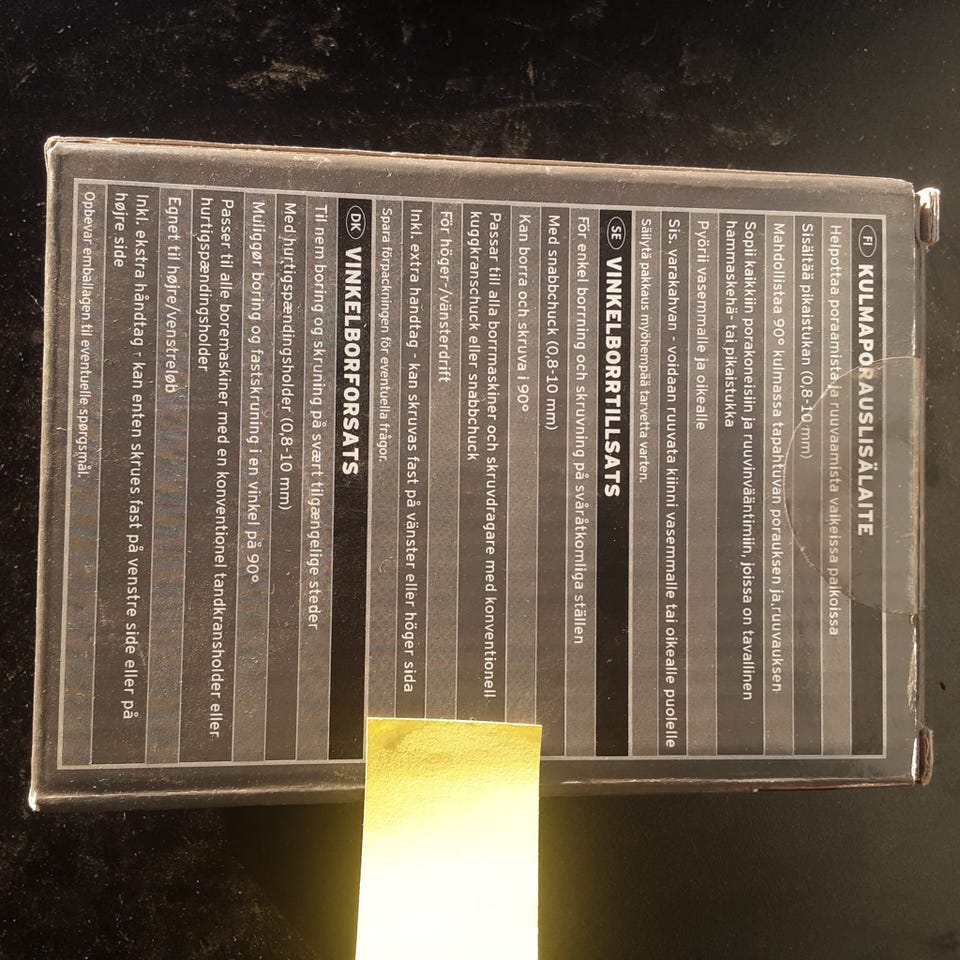 FI KULMAPORAUSLISÄLAITE
Helpottaa poraamista ja ruuvaamista vaikeissa paikoissa
Sisältää pikaistukan (0,8-10 mm)
Mahdollistaa 90° kulmassa tapahtuvan porauksen ja ruuvauksen
Sopii kaikkiin porakoneisiin ja ruuvinvääntimiin, joissa on tavallinen
hammaskehä- tai pikaistukka
Pyörii vasemmalle ja oikealle
Sis. varakahvan - voidaan ruuvata kiinni vasemmalle tai oikealle puolelle
Säilytä pakkaus myöhempää tarvetta varten.
SE VINKELBORRTILLSATS
För enkel borrning och skruvning på svåråtkomliga ställen
Med snabbchuck (0,8-10 mm)
Kan borra och skruva i 90°
Passar till alla borrmaskiner och skruvdragare med konventionell
kuggkranschuck eller snabbchuck
För höger-/vänsterdrift
Inkl. extra handtag - kan skruvas fast på vänster eller höger sida
Spara förpackningen för eventuella frågor.
DK VINKELBORFORSATS
Til nem boring og skruning på svært tilgængelige steder
Med hurtigspændingsholder (0,8-10 mm)
Muliggør boring og fastskruning i en vinkel på 90°
Passer til alle boremaskiner med en konventionel tandkransholder eller
hurtigspændingsholder
Egnet til højre/venstreløb
Inkl. ekstra håndtag - kan enten skrues fast på venstre side eller på
højre side
Opbevar emballagen til eventuelle spørgsmål.